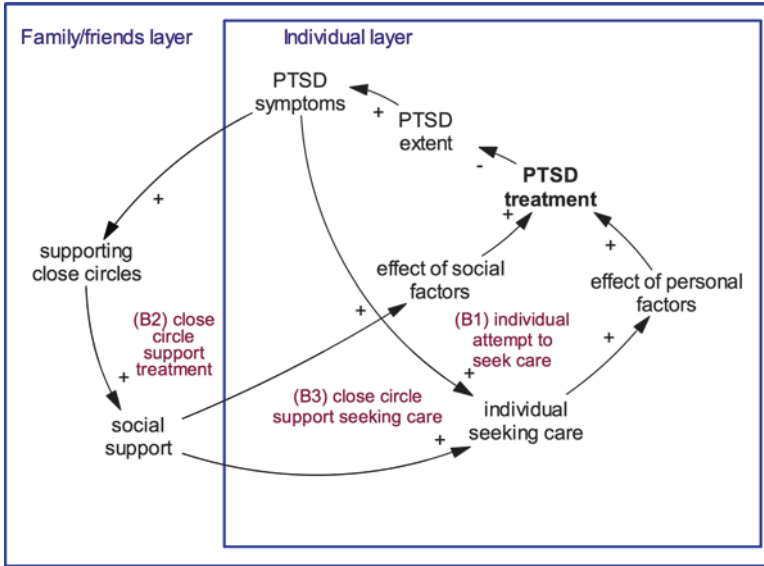 Family/friends layer
Individual layer
PTSD
symptoms
+
PTSD
extent
-
PTSD
treatment
+
+
supporting
close circles
effect of social
factors
+
effect of personal
factors
+
(B2) close
circle
support
treatment
+
(B1) individual
attempt to
seek care
+
+
(B3) close circle
support seeking care
+
individual
seeking care
social
support
+